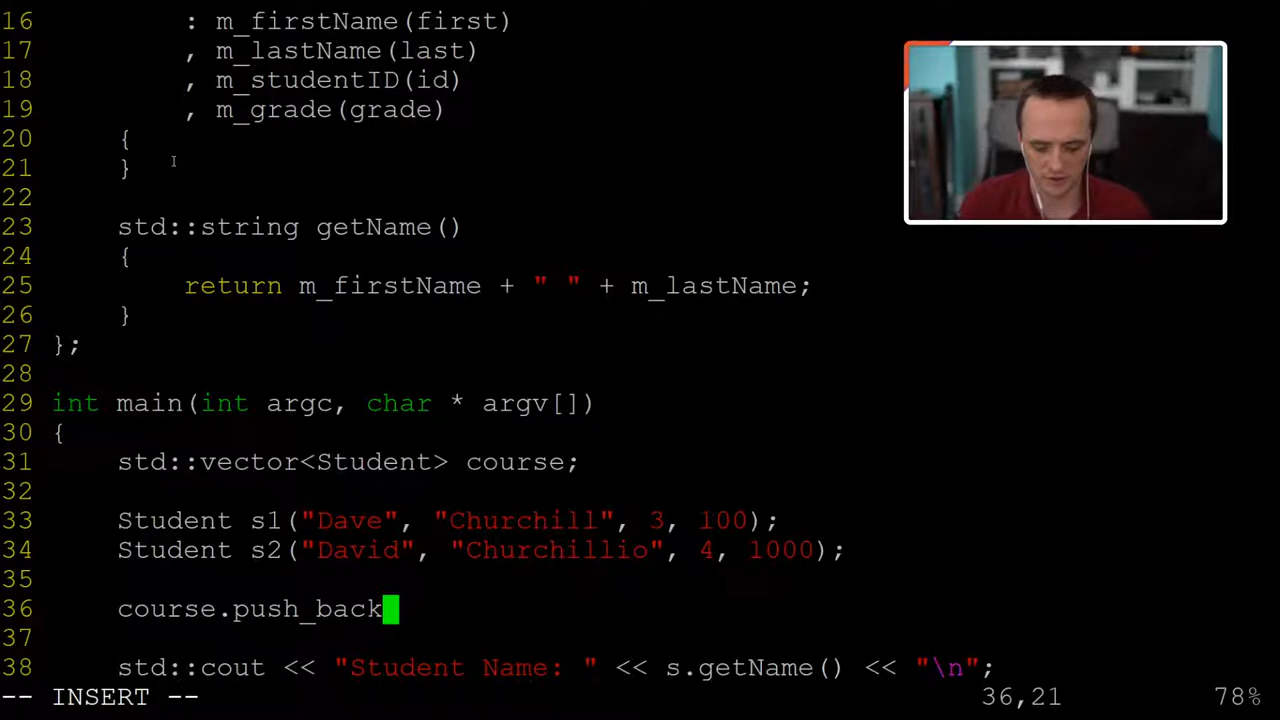 16         : m_firstName(first)
17         , m_lastName(last)
18         , m_studentID(id)
19         , m_grade(grade)
20     {
21     }
22
23     std::string getName()
24     {
25         return m_firstName + " " + m_lastName;
26     }
27 };
28
29 int main(int argc, char * argv[])
30 {
31     std::vector<Student> course;
32
33     Student s1("Dave", "Churchill", 3, 100);
34     Student s2("David", "Churchillio", 4, 1000);
35
36     course.push_back
37
38     std::cout << "Student Name: " << s.getName() << "\n";
-- INSERT --                                                  36,21         78%